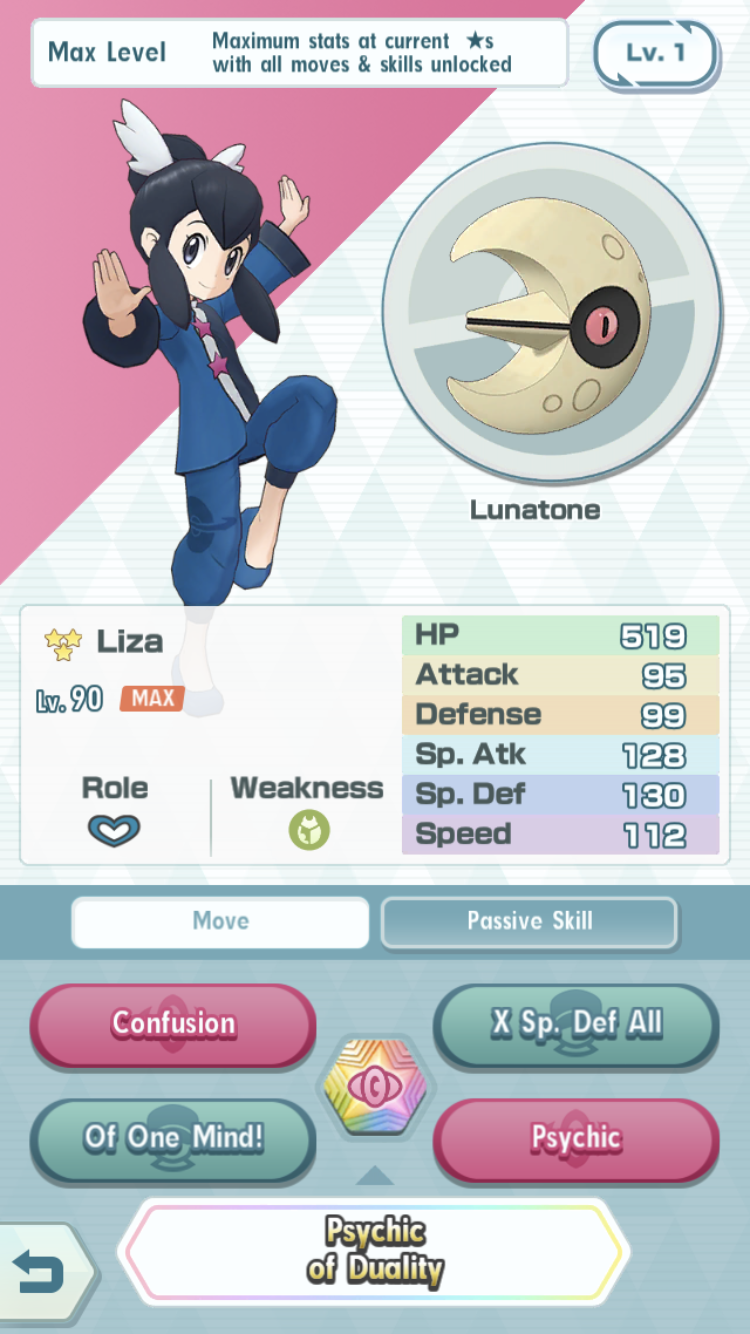 Max Level
Maximum stats at current ★s
with all moves & skills unlocked
Lv. 1
Lunatone
Liza
Lv. 90 MAX
Role
Weakness
HP 519
Attack 95
Defense 99
Sp. Atk 128
Sp. Def 130
Speed 112
Move
Passive Skill
Confusion
X Sp. Def All
Of One Mind!
Psychic
Psychic
of Duality